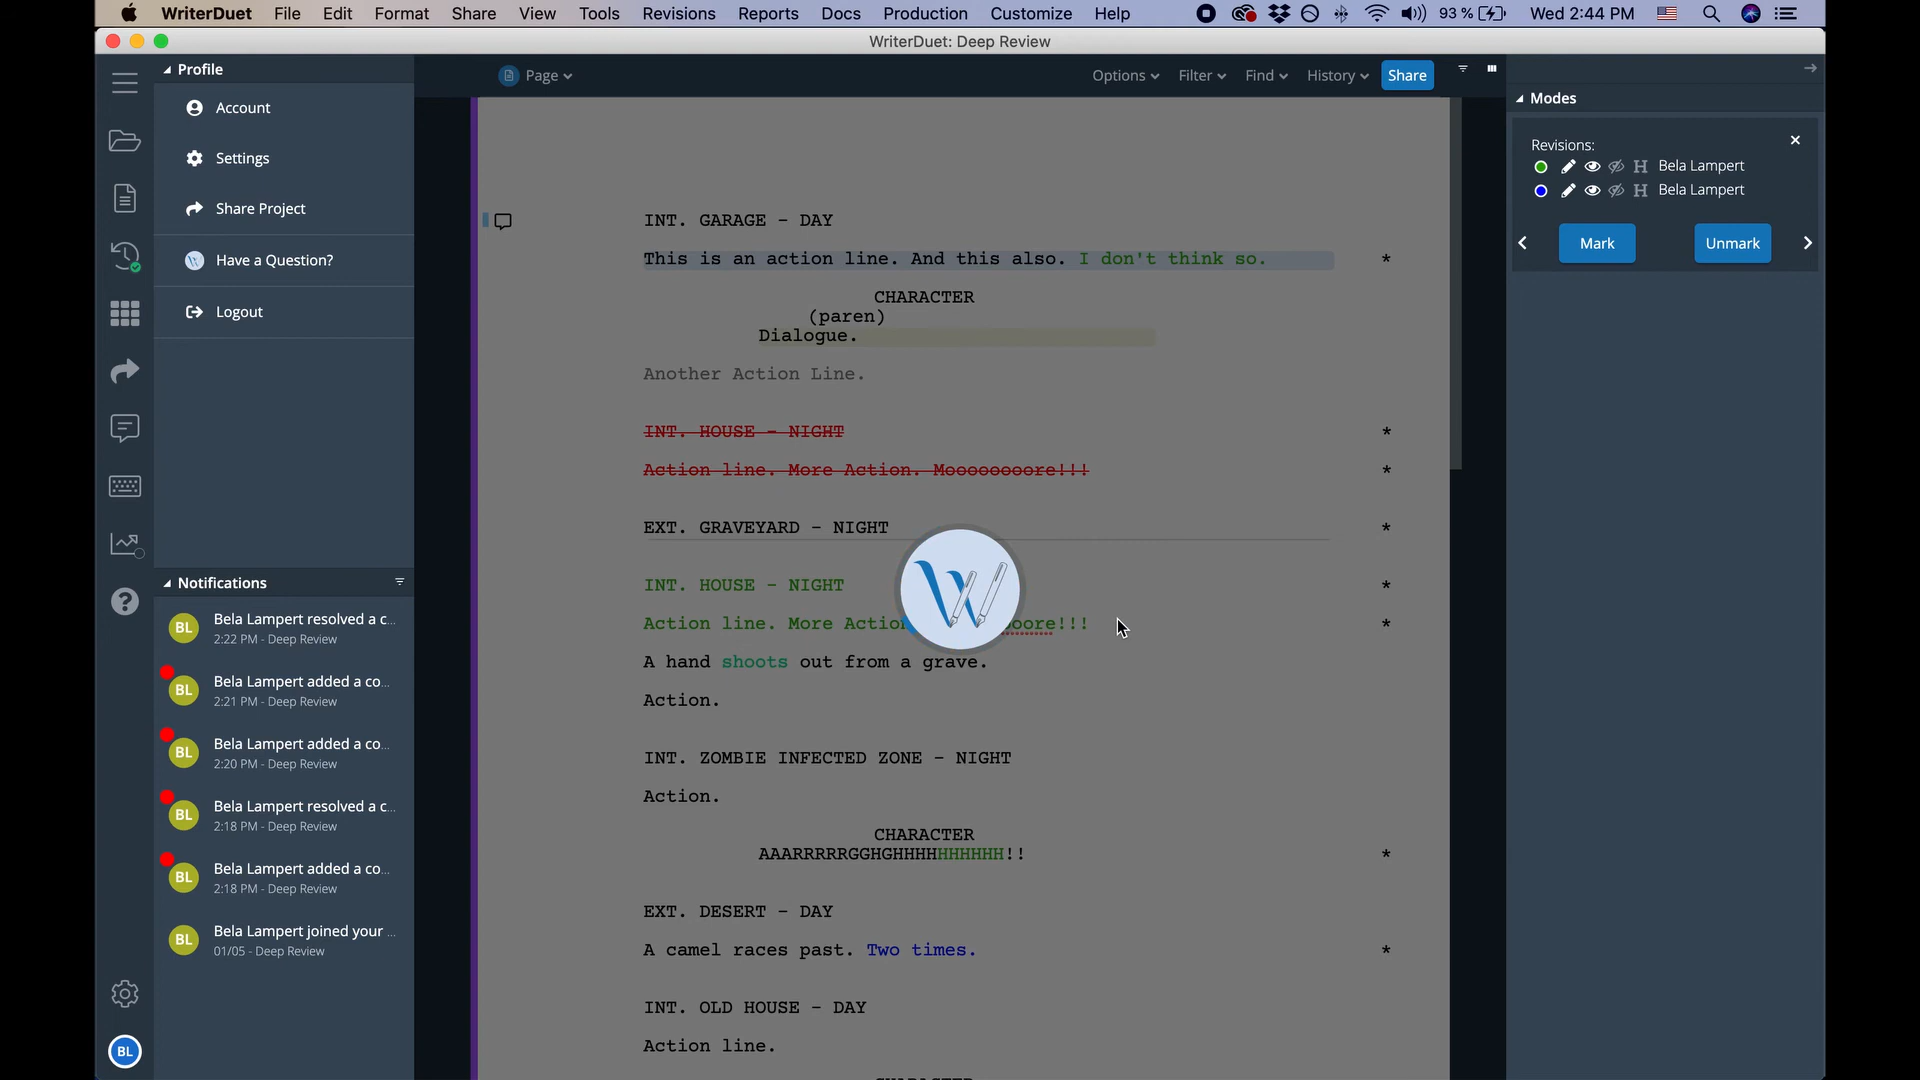 WriterDuet File Edit Format Share View Tools Revisions Reports Docs Production Customize Help 93 % Wed 2:44 PM
WriterDuet: Deep Review
Profile
Account
Settings
Share Project
Have a Question?
Logout
Notifications
BL Bela Lampert resolved a c...
2:22 PM - Deep Review
BL Bela Lampert added a co...
2:21 PM - Deep Review
BL Bela Lampert added a co...
2:20 PM - Deep Review
BL Bela Lampert resolved a c...
2:18 PM - Deep Review
BL Bela Lampert added a co...
2:18 PM - Deep Review
BL Bela Lampert joined your ...
01/05 - Deep Review
BL
Page Options Filter Find History Share
INT. GARAGE - DAY
This is an action line. And this also. I don't think so. *
CHARACTER
(paren)
Dialogue.
Another Action Line.
INT. HOUSE - NIGHT *
Action line. More Action. Moooooooore!!! *
EXT. GRAVEYARD - NIGHT *
INT. HOUSE - NIGHT *
Action line. More Actio ooore!!! *
A hand shoots out from a grave.
Action.
INT. ZOMBIE INFECTED ZONE - NIGHT
Action.
CHARACTER
AAARRRRRGGHGHHHHHHHHHH!! *
EXT. DESERT - DAY
A camel races past. Two times. *
INT. OLD HOUSE - DAY
Action line.
Modes
Revisions:
H Bela Lampert
H Bela Lampert
Mark Unmark